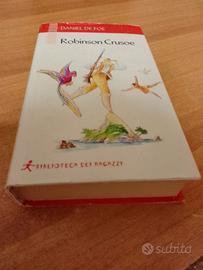 DANIEL DE FOE
Robinson Crusoe
BIBLIOTECA DEI RAGAZZI
subito